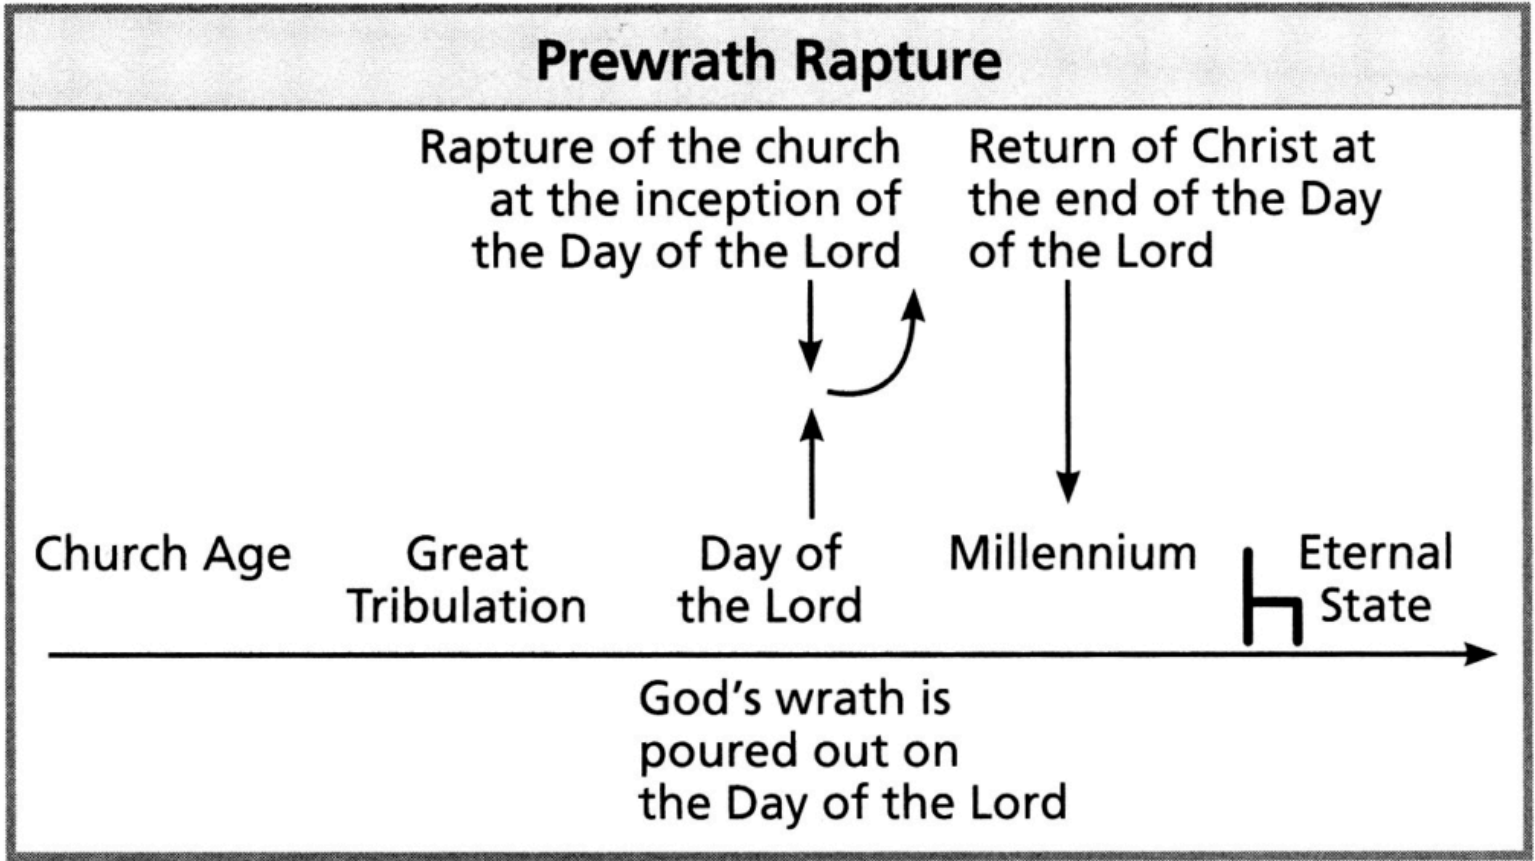 Prewrath Rapture
Rapture of the church
at the inception of
the Day of the Lord
Return of Christ at
the end of the Day
of the Lord
Church Age
Great
Tribulation
Day of
the Lord
Millennium
Eternal
State
God's wrath is
poured out on
the Day of the Lord